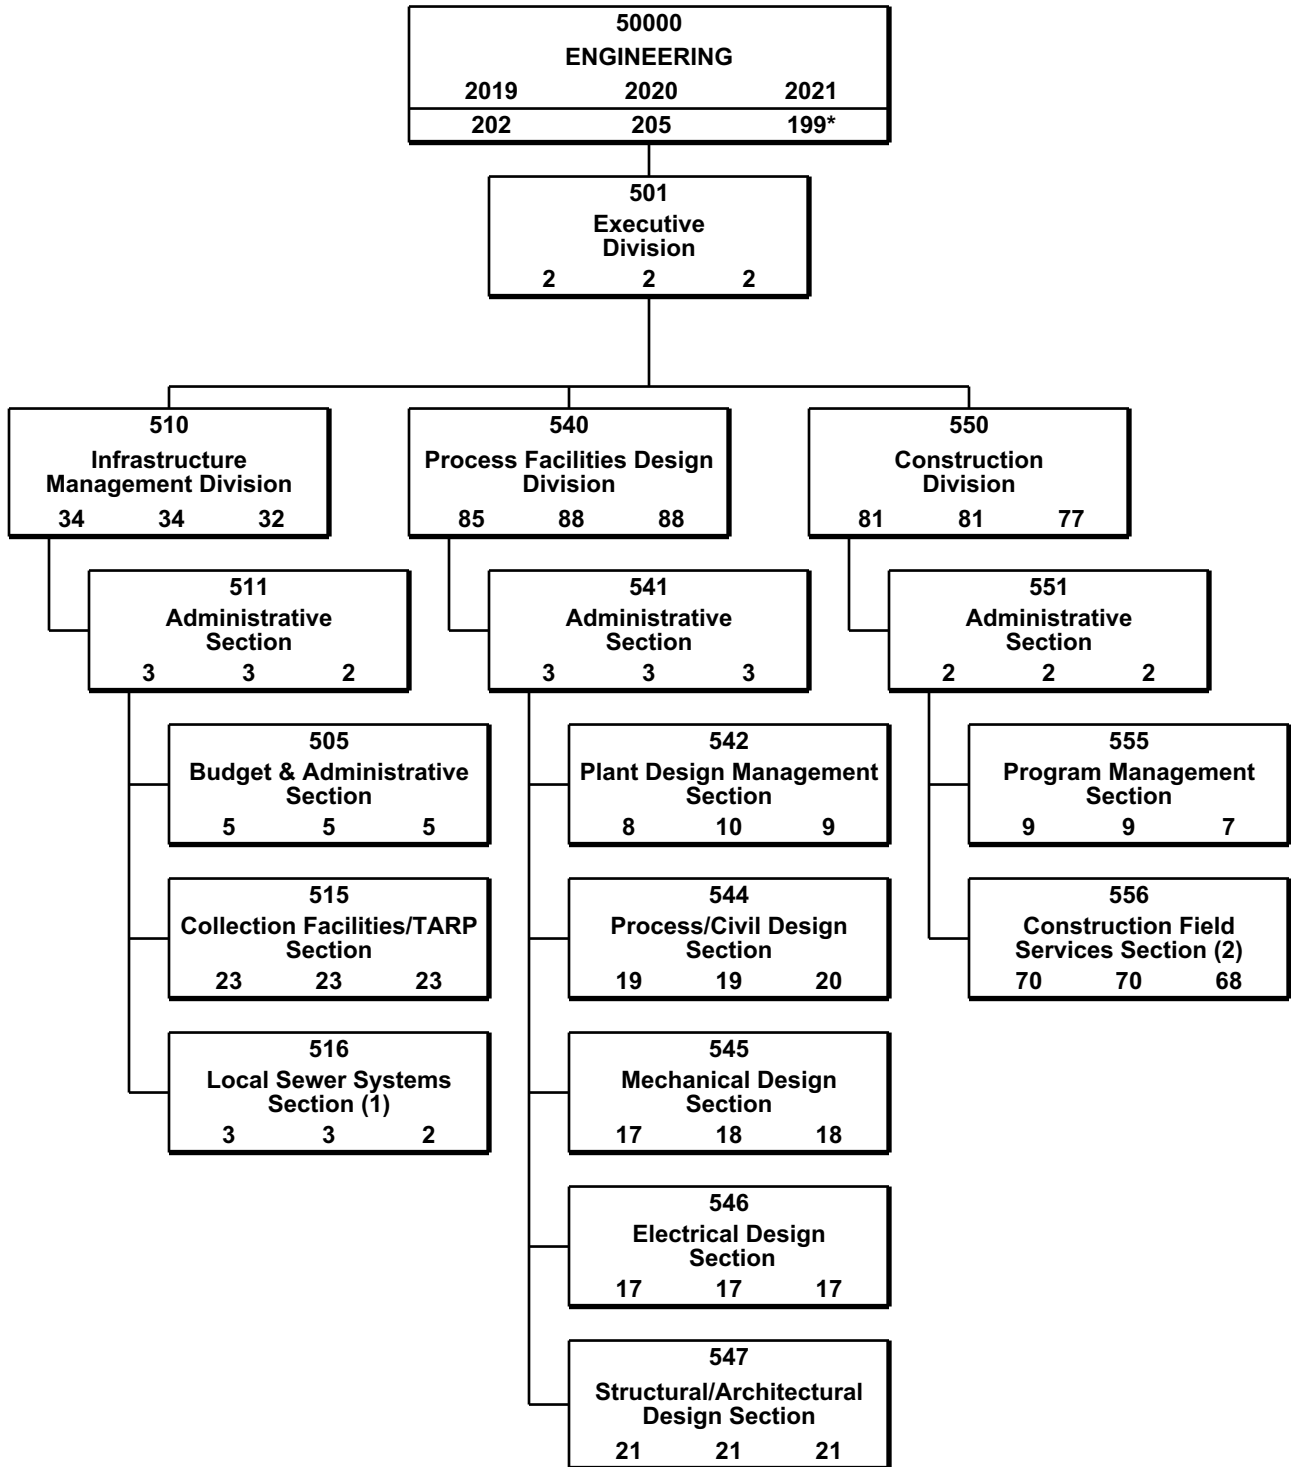 50000
ENGINEERING
2019 2020 2021
202 205 199*
501
Executive
Division
2 2 2
510
Infrastructure
Management Division
34 34 32
540
Process Facilities Design
Division
85 88 88
550
Construction
Division
81 81 77
511
Administrative
Section
3 3 2
541
Administrative
Section
3 3 3
551
Administrative
Section
2 2 2
505
Budget & Administrative
Section
5 5 5
542
Plant Design Management
Section
8 10 9
555
Program Management
Section
9 9 7
515
Collection Facilities/TARP
Section
23 23 23
544
Process/Civil Design
Section
19 19 20
556
Construction Field
Services Section (2)
70 70 68
516
Local Sewer Systems
Section (1)
3 3 2
545
Mechanical Design
Section
17 18 18
546
Electrical Design
Section
17 17 17
547
Structural/Architectural
Design Section
21 21 21